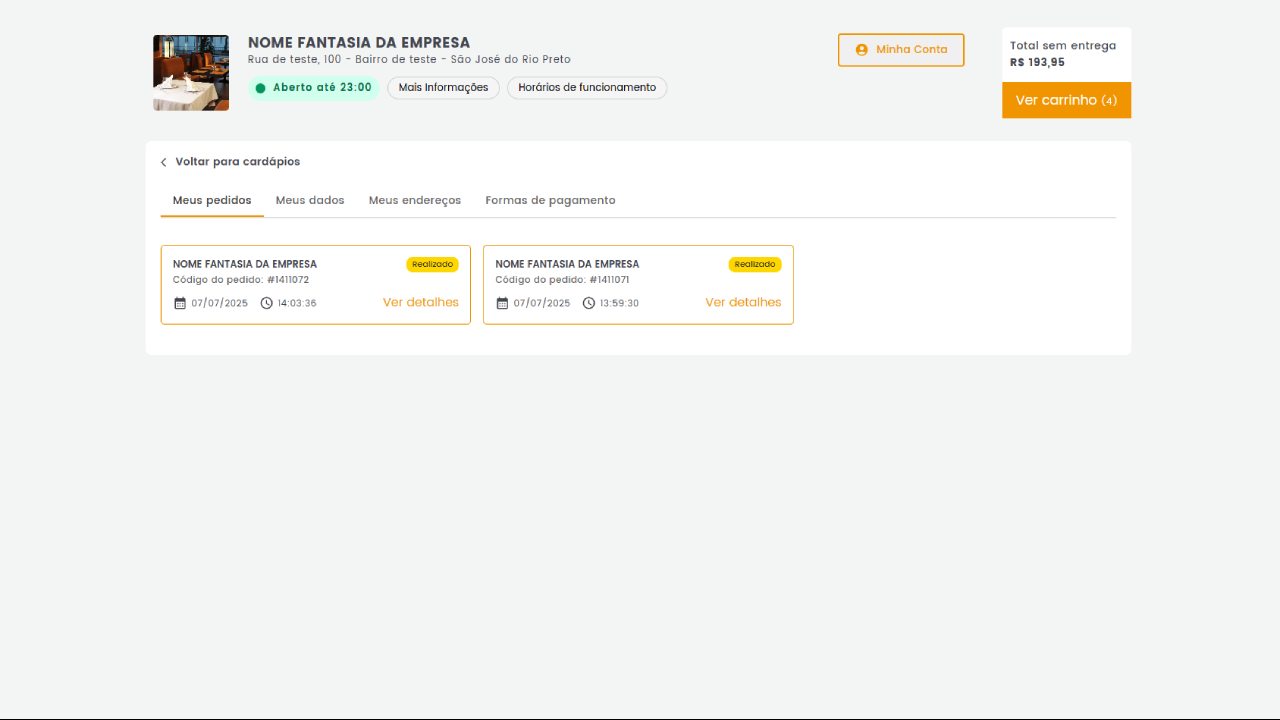 NOME FANTASIA DA EMPRESA
Rua de teste, 100 - Bairro de teste - São José do Rio Preto
Aberto até 23:00
Mais Informações
Horários de funcionamento
Minha Conta
Total sem entrega
R$ 193,95
Ver carrinho (4)
Voltar para cardápios
Meus pedidos
Meus dados
Meus endereços
Formas de pagamento
NOME FANTASIA DA EMPRESA
Realizado
Código do pedido: #1411072
07/07/2025
14:03:36
Ver detalhes
NOME FANTASIA DA EMPRESA
Realizado
Código do pedido: #1411071
07/07/2025
13:59:30
Ver detalhes